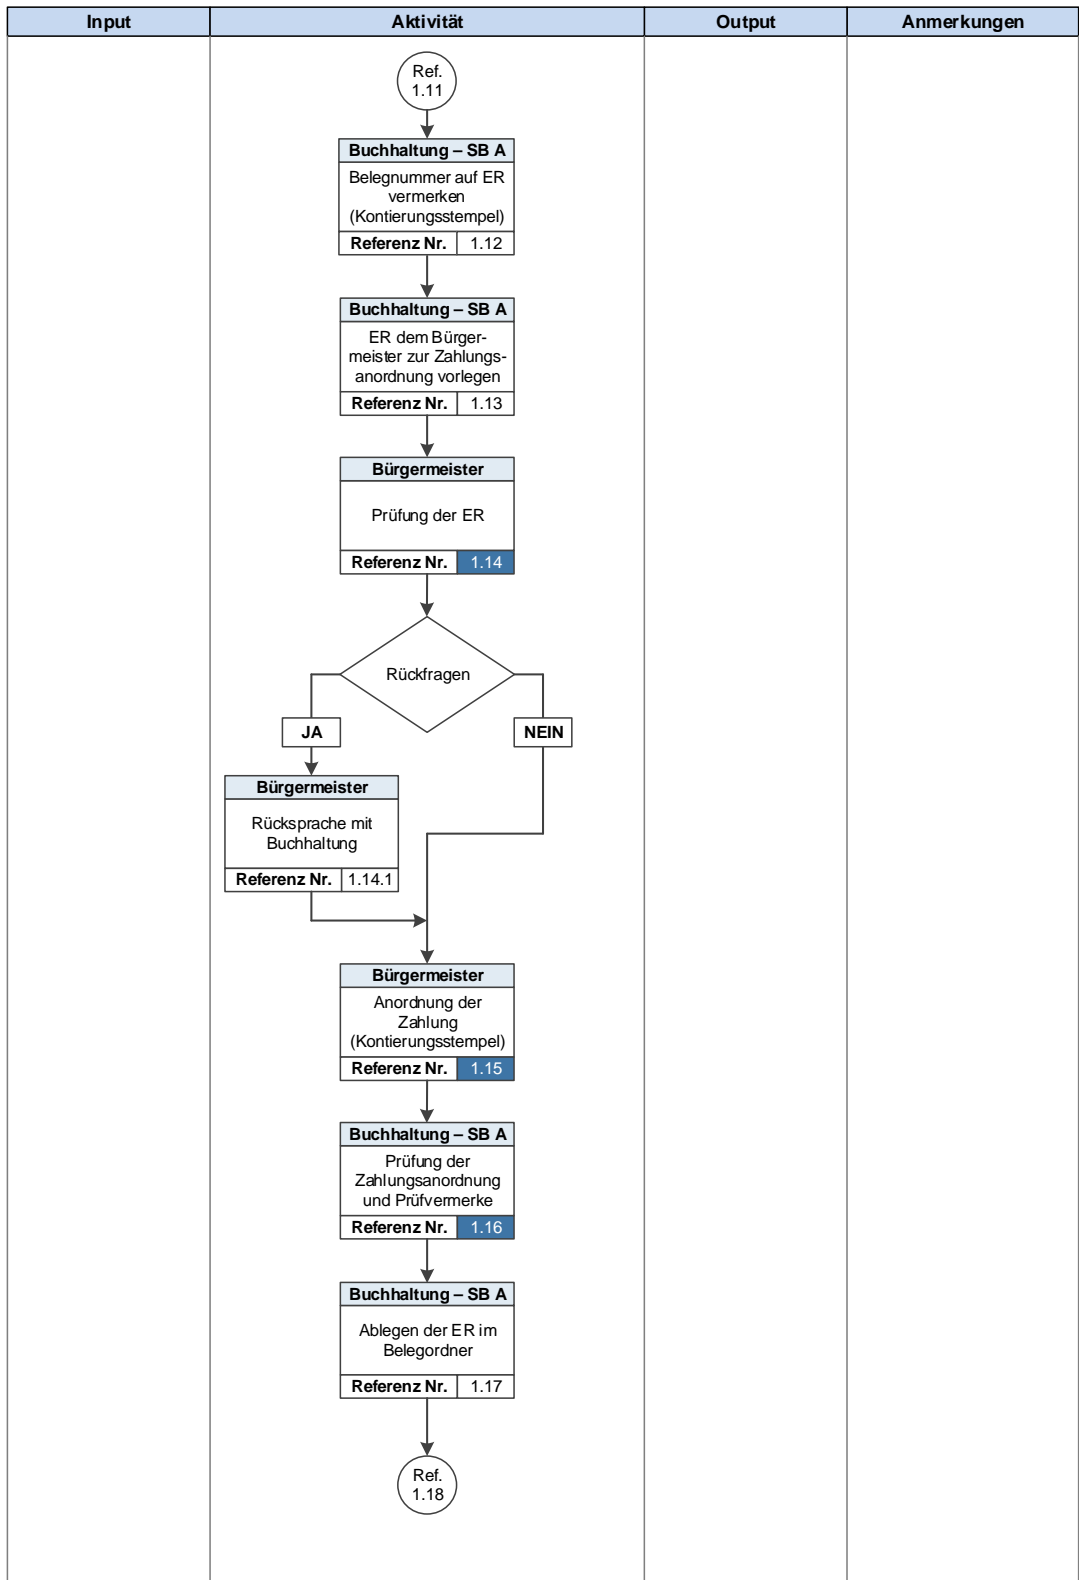 Input Aktivität Output Anmerkungen
Ref.
1.11
Buchhaltung – SB A
Belegnummer auf ER
vermerken
(Kontierungsstempel)
Referenz Nr. 1.12
Buchhaltung – SB A
ER dem Bürger-
meister zur Zahlungs-
anordnung vorlegen
Referenz Nr. 1.13
Bürgermeister
Prüfung der ER
Referenz Nr. 1.14
Rückfragen
JA NEIN
Bürgermeister
Rücksprache mit
Buchhaltung
Referenz Nr. 1.14.1
Bürgermeister
Anordnung der
Zahlung
(Kontierungsstempel)
Referenz Nr. 1.15
Buchhaltung – SB A
Prüfung der
Zahlungsanordnung
und Prüfvermerke
Referenz Nr. 1.16
Buchhaltung – SB A
Ablegen der ER im
Belegordner
Referenz Nr. 1.17
Ref.
1.18